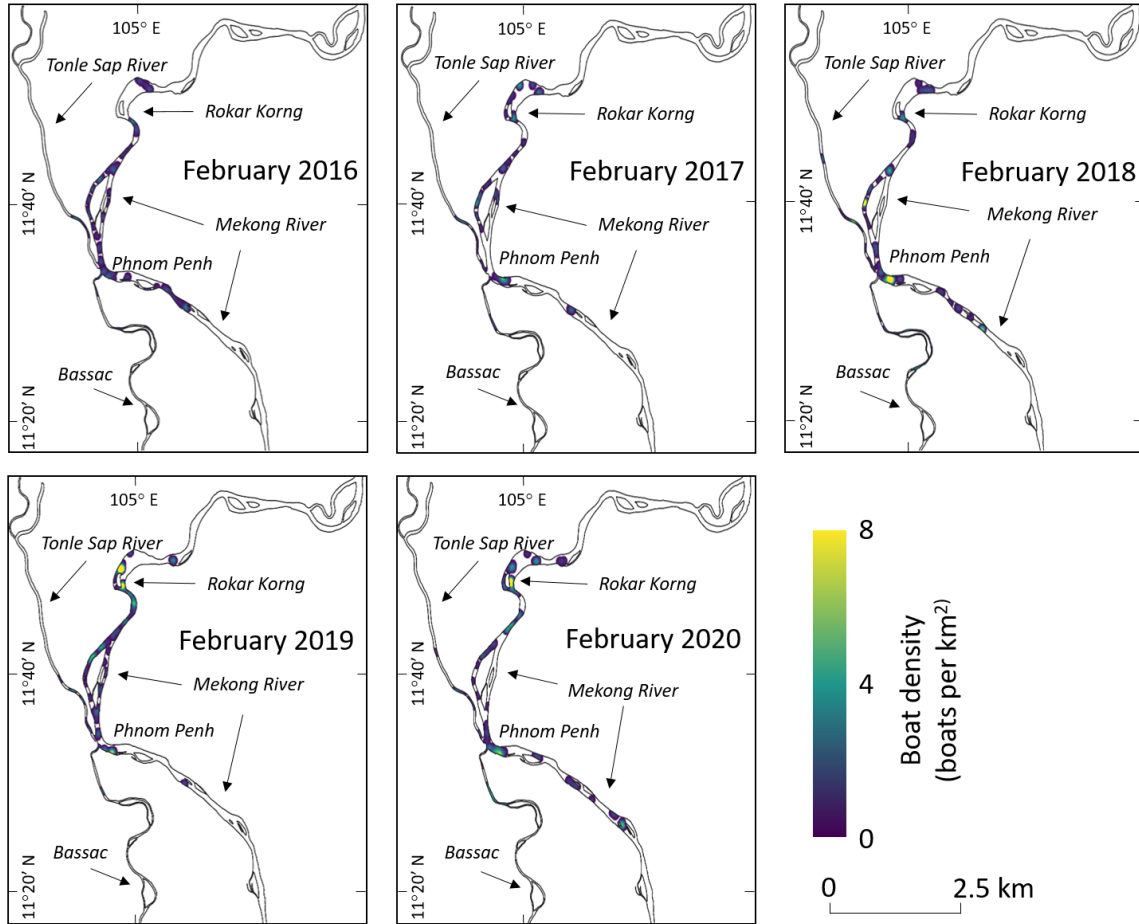 105° E
Tonle Sap River
Rokar Korng
February 2016
11°40' N
Mekong River
Phnom Penh
Bassac
11°20' N
105° E
Tonle Sap River
Rokar Korng
February 2017
11°40' N
Mekong River
Phnom Penh
Bassac
11°20' N
105° E
Tonle Sap River
Rokar Korng
February 2018
11°40' N
Mekong River
Phnom Penh
Bassac
11°20' N
105° E
Tonle Sap River
Rokar Korng
February 2019
11°40' N
Mekong River
Phnom Penh
Bassac
11°20' N
105° E
Tonle Sap River
Rokar Korng
February 2020
11°40' N
Mekong River
Phnom Penh
Bassac
11°20' N
8
4
0
Boat density
(boats per km²)
0 2.5 km